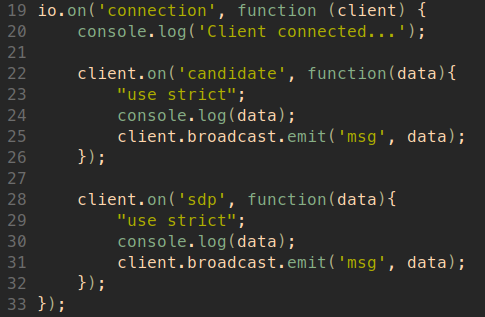 19 io.on('connection', function (client) {
20     console.log('Client connected...');
21
22     client.on('candidate', function(data){
23         "use strict";
24         console.log(data);
25         client.broadcast.emit('msg', data);
26     });
27
28     client.on('sdp', function(data){
29         "use strict";
30         console.log(data);
31         client.broadcast.emit('msg', data);
32     });
33 });